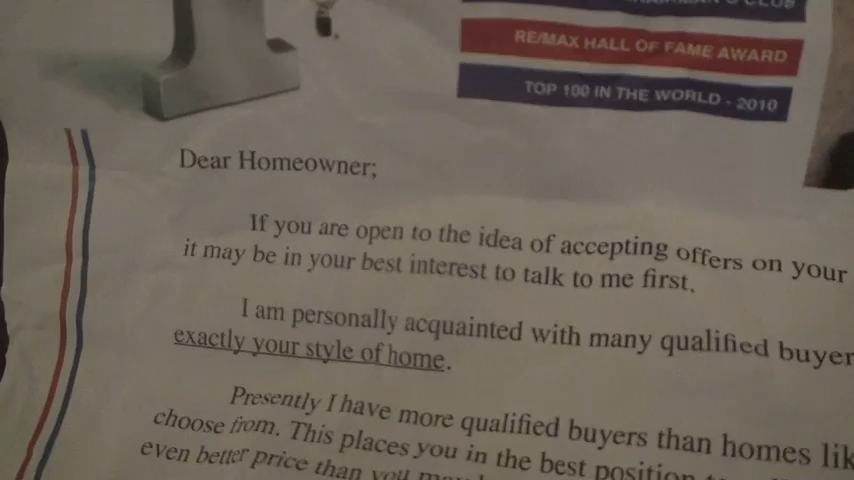 CLUB
RE/MAX HALL OF FAME AWARD
TOP 100 IN THE WORLD - 2010
Dear Homeowner;
If you are open to the idea of accepting offers on your
it may be in your best interest to talk to me first.
I am personally acquainted with many qualified buyer
exactly your style of home.
Presently I have more qualified buyers than homes lik
choose from. This places you in the best position
even better price than you may